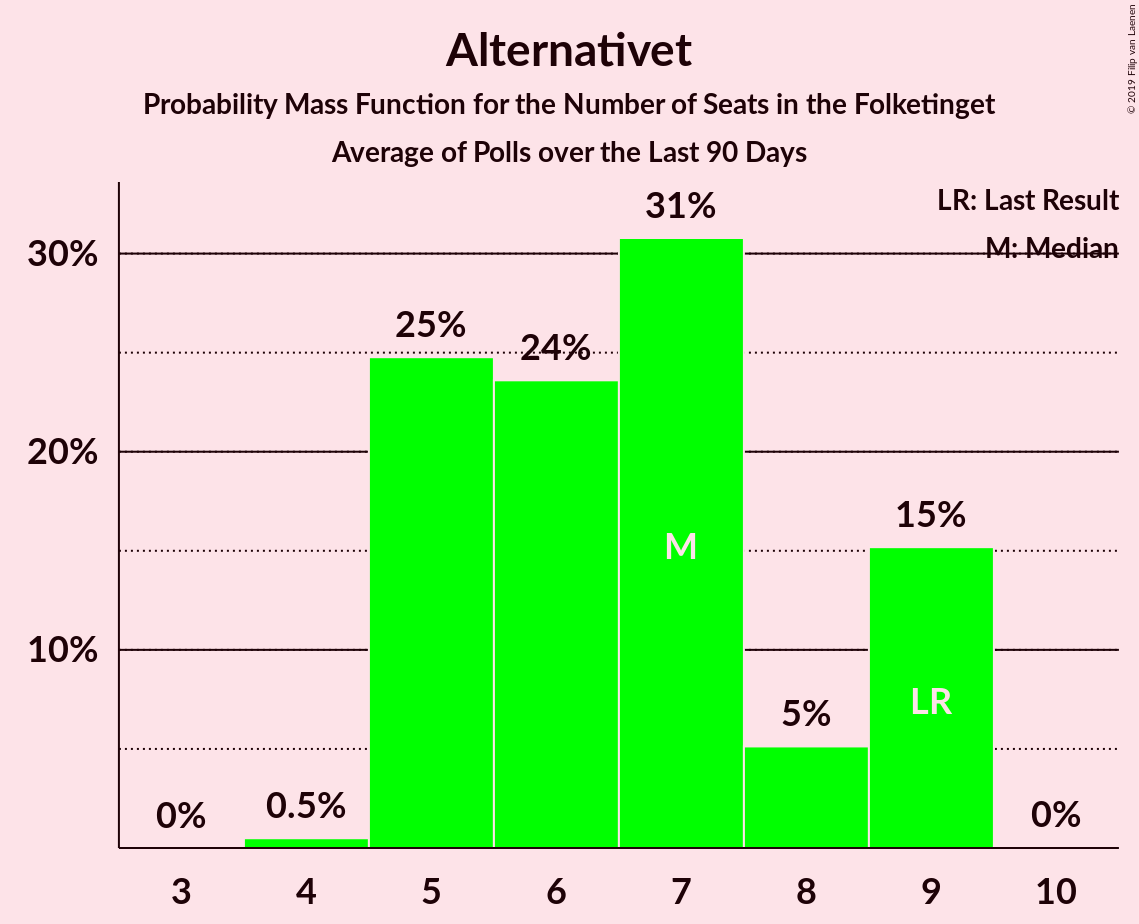 Alternativet
Probability Mass Function for the Number of Seats in the Folketinget
Average of Polls over the Last 90 Days
© 2019 Filip van Laenen
LR: Last Result
M: Median
30%
20%
10%
0%
0.5%
25%
24%
31%
5%
15%
0%
M
LR
3 4 5 6 7 8 9 10